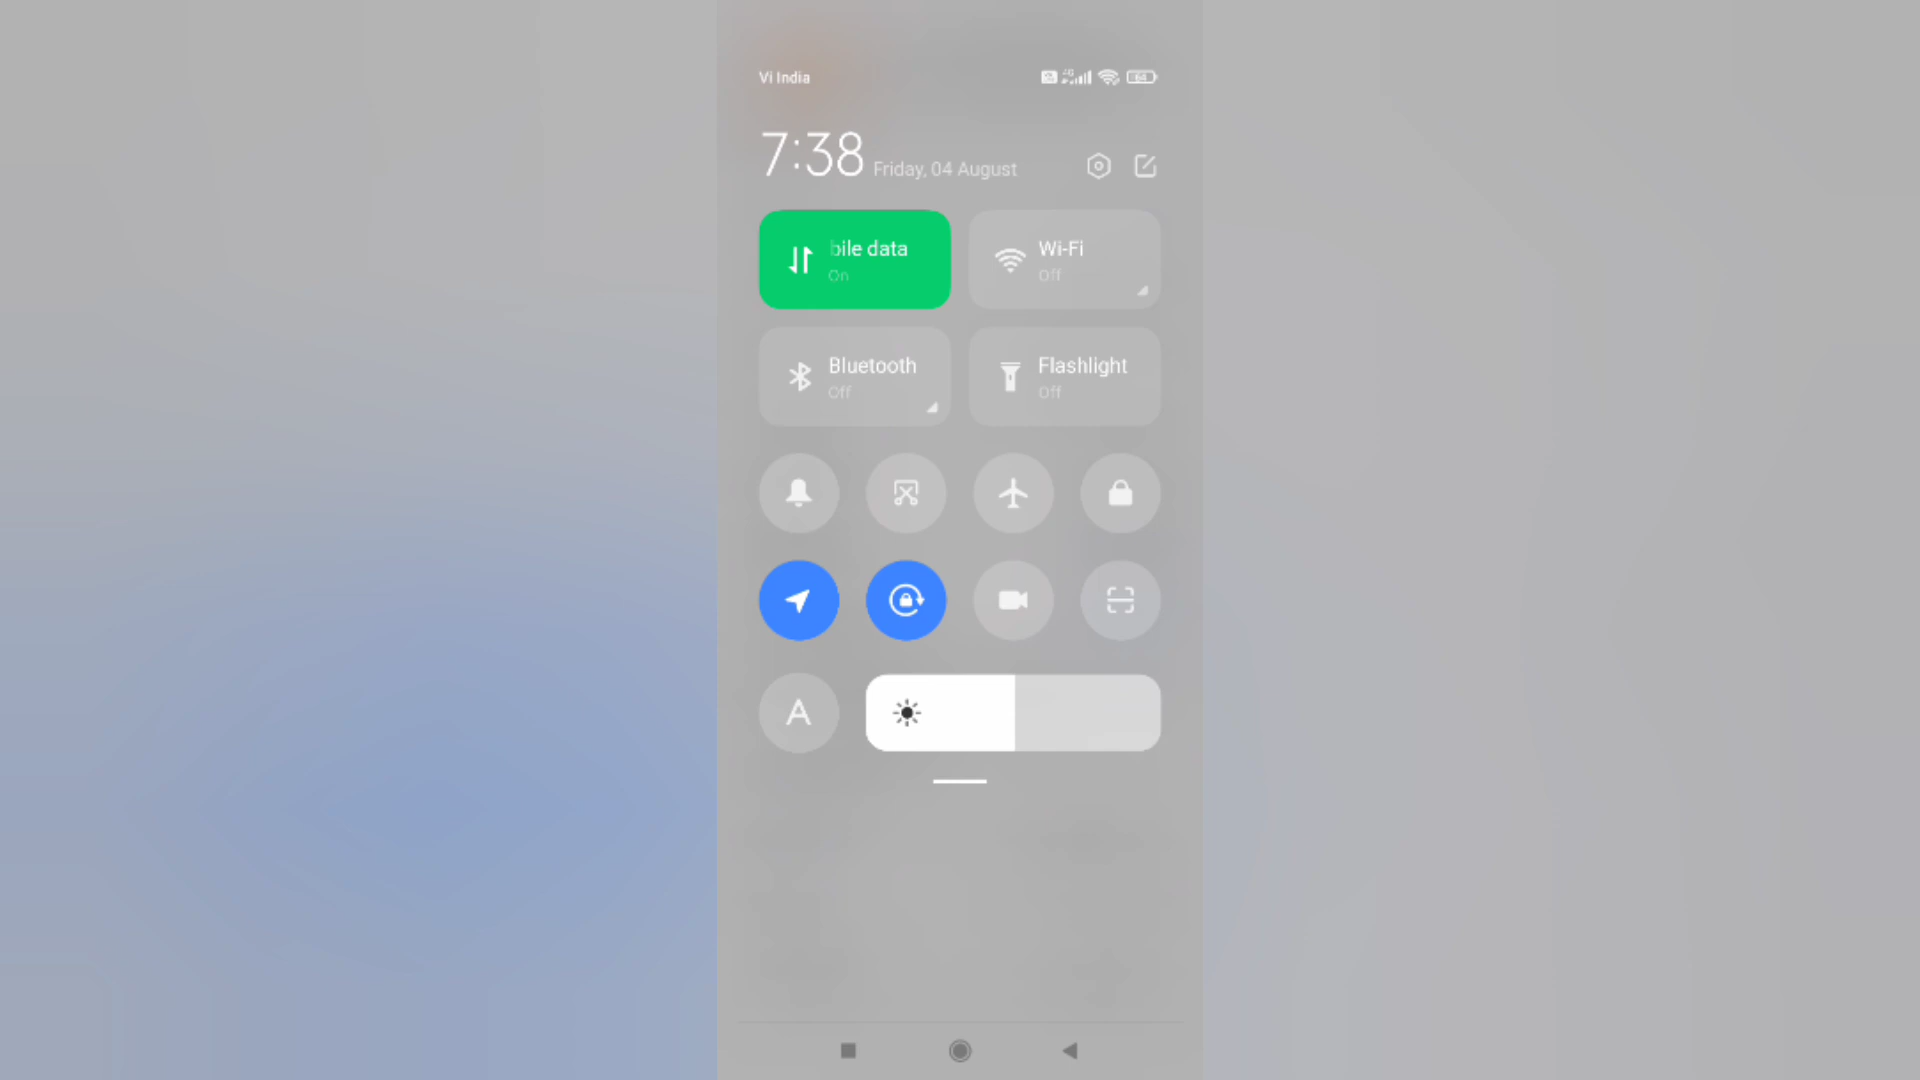 Vi India
7:38 Friday, 04 August
bile data
On
Wi-Fi
Off
Bluetooth
Off
Flashlight
Off
A